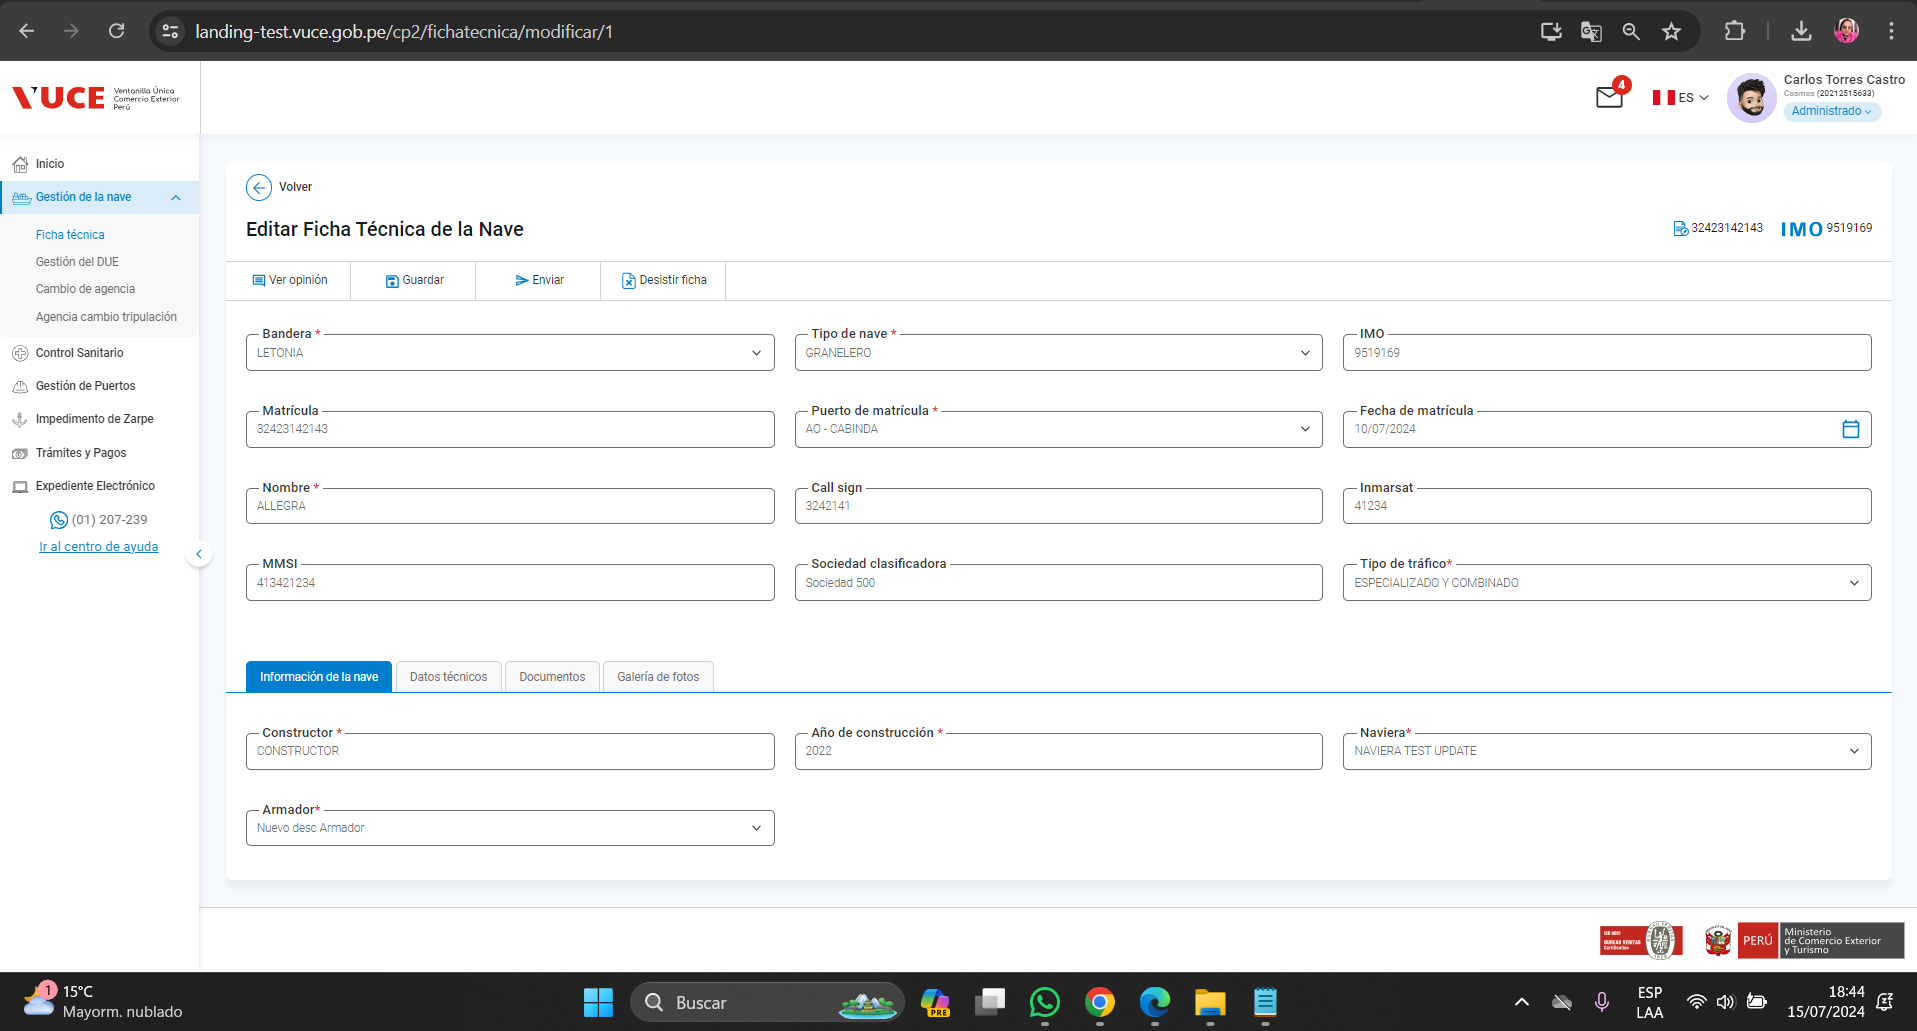 landing-test.vuce.gob.pe/cp2/fichatecnica/modificar/1
VUCE
Ventanilla Única
Comercio Exterior
Perú
4
ES
Carlos Torres Castro
Cosmos (20212515633)
Administrado
Inicio
Gestión de la nave
Ficha técnica
Gestión del DUE
Cambio de agencia
Agencia cambio tripulación
Control Sanitario
Gestión de Puertos
Impedimento de Zarpe
Trámites y Pagos
Expediente Electrónico
(01) 207-239
Ir al centro de ayuda
Volver
Editar Ficha Técnica de la Nave
32423142143
IMO 9519169
Ver opinión
Guardar
Enviar
Desistir ficha
Bandera *
LETONIA
Tipo de nave *
GRANELERO
IMO
9519169
Matrícula
32423142143
Puerto de matrícula *
AO - CABINDA
Fecha de matrícula
10/07/2024
Nombre *
ALLEGRA
Call sign
3242141
Inmarsat
41234
MMSI
413421234
Sociedad clasificadora
Sociedad 500
Tipo de tráfico*
ESPECIALIZADO Y COMBINADO
Información de la nave
Datos técnicos
Documentos
Galería de fotos
Constructor *
CONSTRUCTOR
Año de construcción *
2022
Naviera*
NAVIERA TEST UPDATE
Armador*
Nuevo desc Armador
ISO 9001
BUREAU VERITAS
Certification
PERÚ
Ministerio
de Comercio Exterior
y Turismo
1
15°C
Mayorm. nublado
Buscar
PRE
ESP
LAA
18:44
15/07/2024